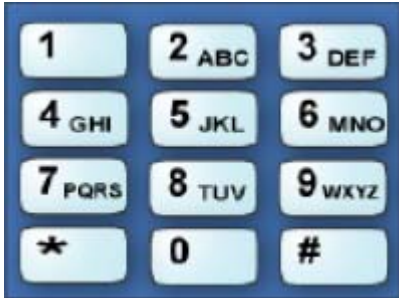 1 2 ABC 3 DEF
4 GHI 5 JKL 6 MNO
7 PQRS 8 TUV 9 WXYZ
* 0 #